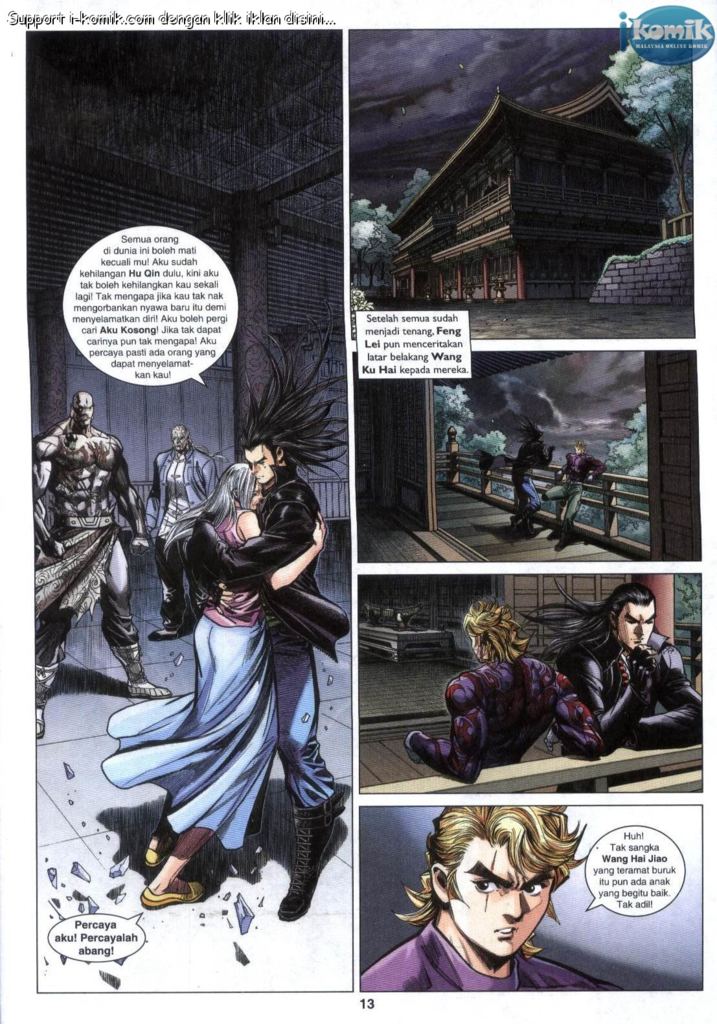 Support i-komik.com dengan klik iklan disini...
ikomik
MALAYSIA ONLINE KOMIK
Semua orang
di dunia ini boleh mati
kecuali mu! Aku sudah
kehilangan Hu Qin dulu, kini aku
tak boleh kehilangkan kau sekali
lagi! Tak mengapa jika kau tak nak
mengorbankan nyawa baru itu demi
menyelamatkan diri! Aku boleh pergi
cari Aku Kosong! Jika tak dapat
carinya pun tak mengapa! Aku
percaya pasti ada orang yang
dapat menyelamat-
kan kau!
Percaya
aku! Percayalah
abang!
Setelah semua sudah
menjadi tenang, Feng
Lei pun menceritakan
latar belakang Wang
Ku Hai kepada mereka.
Huh!
Tak sangka
Wang Hai Jiao
yang teramat buruk
itu pun ada anak
yang begitu baik.
Tak adil!
13